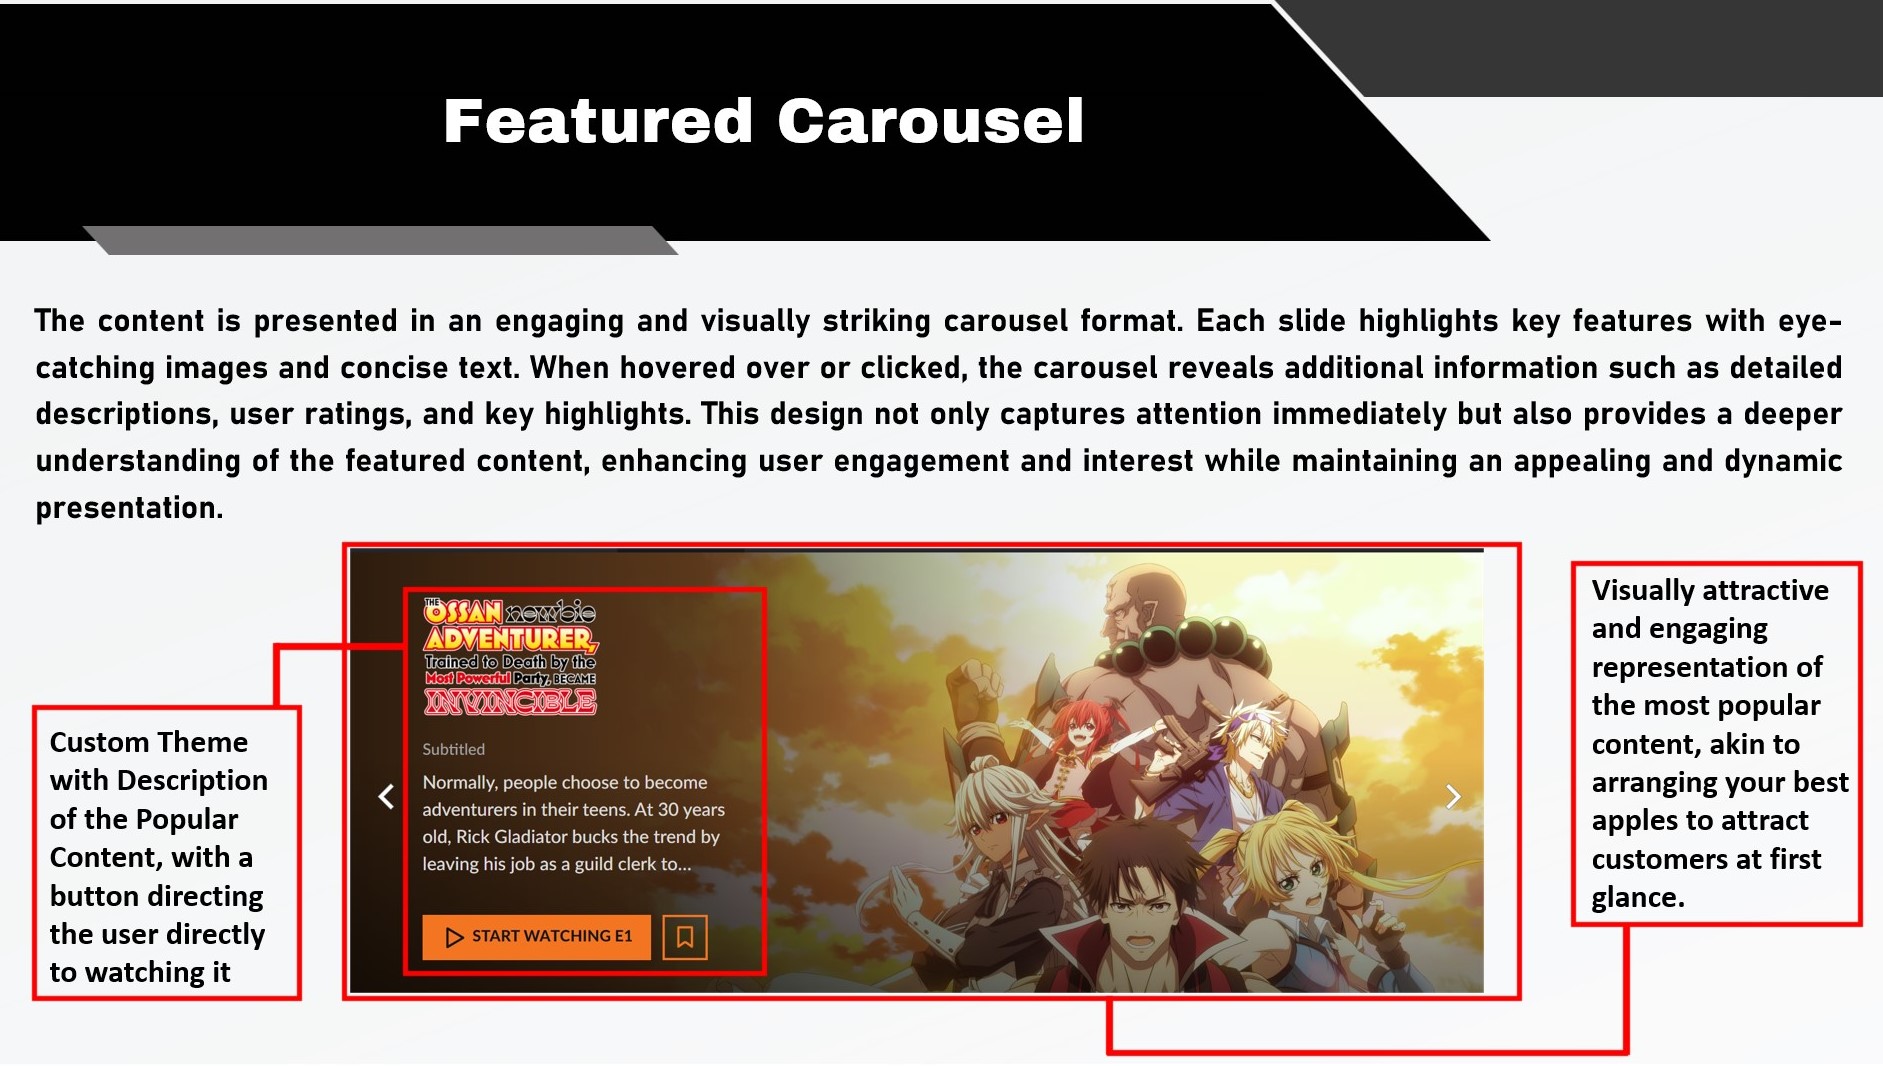 Featured Carousel
The content is presented in an engaging and visually striking carousel format. Each slide highlights key features with eye-
catching images and concise text. When hovered over or clicked, the carousel reveals additional information such as detailed
descriptions, user ratings, and key highlights. This design not only captures attention immediately but also provides a deeper
understanding of the featured content, enhancing user engagement and interest while maintaining an appealing and dynamic
presentation.
Custom Theme
with Description
of the Popular
Content, with a
button directing
the user directly
to watching it
THE
OSSAN newbie
ADVENTURER,
Trained to Death by the
Most Powerful Party, BECAME
INVINCIBLE
Subtitled
Normally, people choose to become
adventurers in their teens. At 30 years
old, Rick Gladiator bucks the trend by
leaving his job as a guild clerk to...
START WATCHING E1
Visually attractive
and engaging
representation of
the most popular
content, akin to
arranging your best
apples to attract
customers at first
glance.